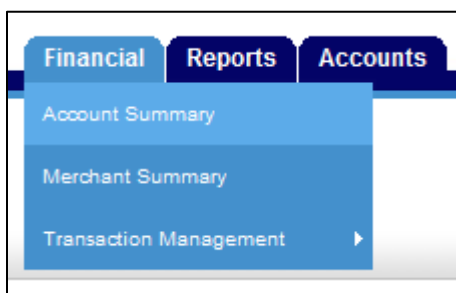 Financial Reports Accounts
Account Summary
Merchant Summary
Transaction Management